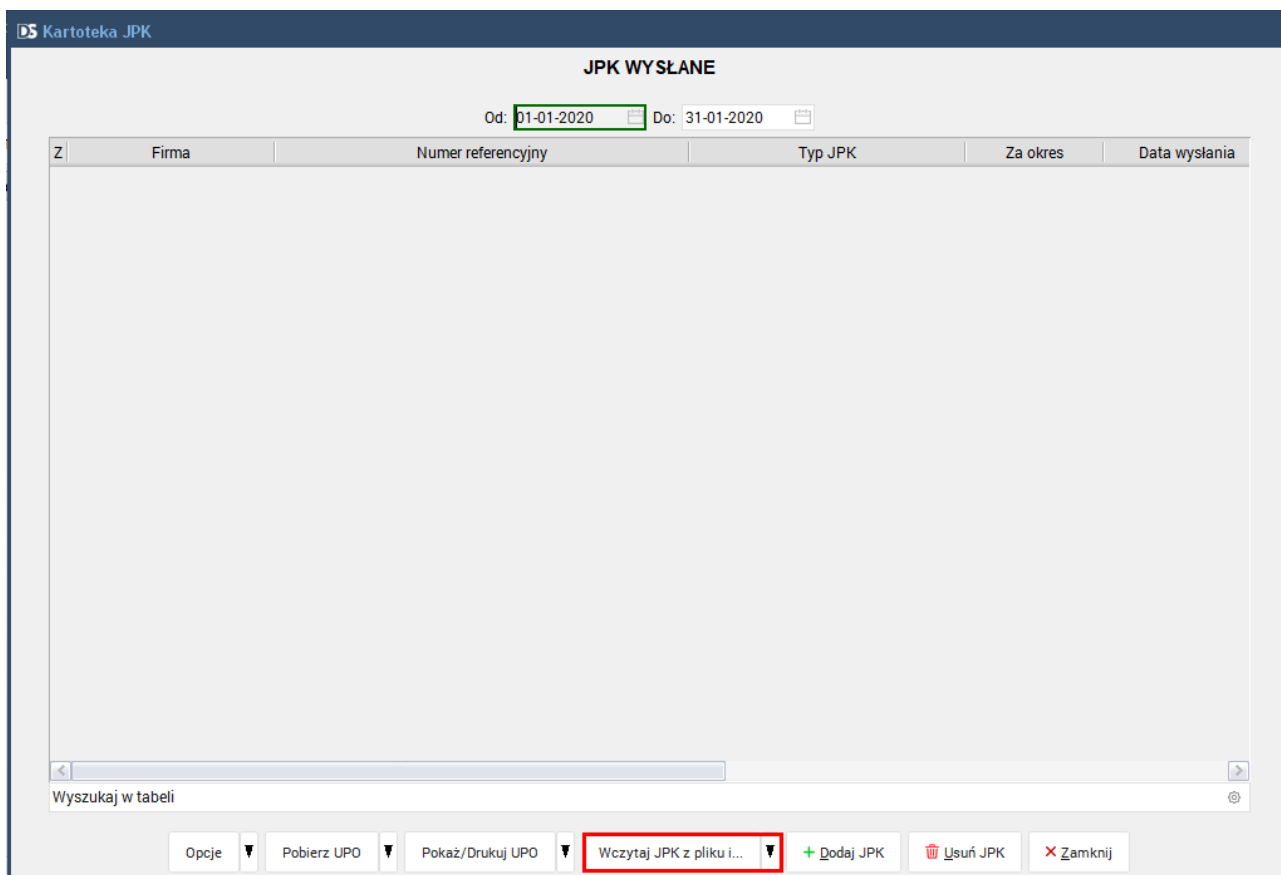 DS Kartoteka JPK
JPK WYSŁANE
Od: 01-01-2020 Do: 31-01-2020
Z Firma Numer referencyjny Typ JPK Za okres Data wysłania
Wyszukaj w tabeli
Opcje Pobierz UPO Pokaż/Drukuj UPO Wczytaj JPK z pliku i... + Dodaj JPK Usuń JPK Zamknij